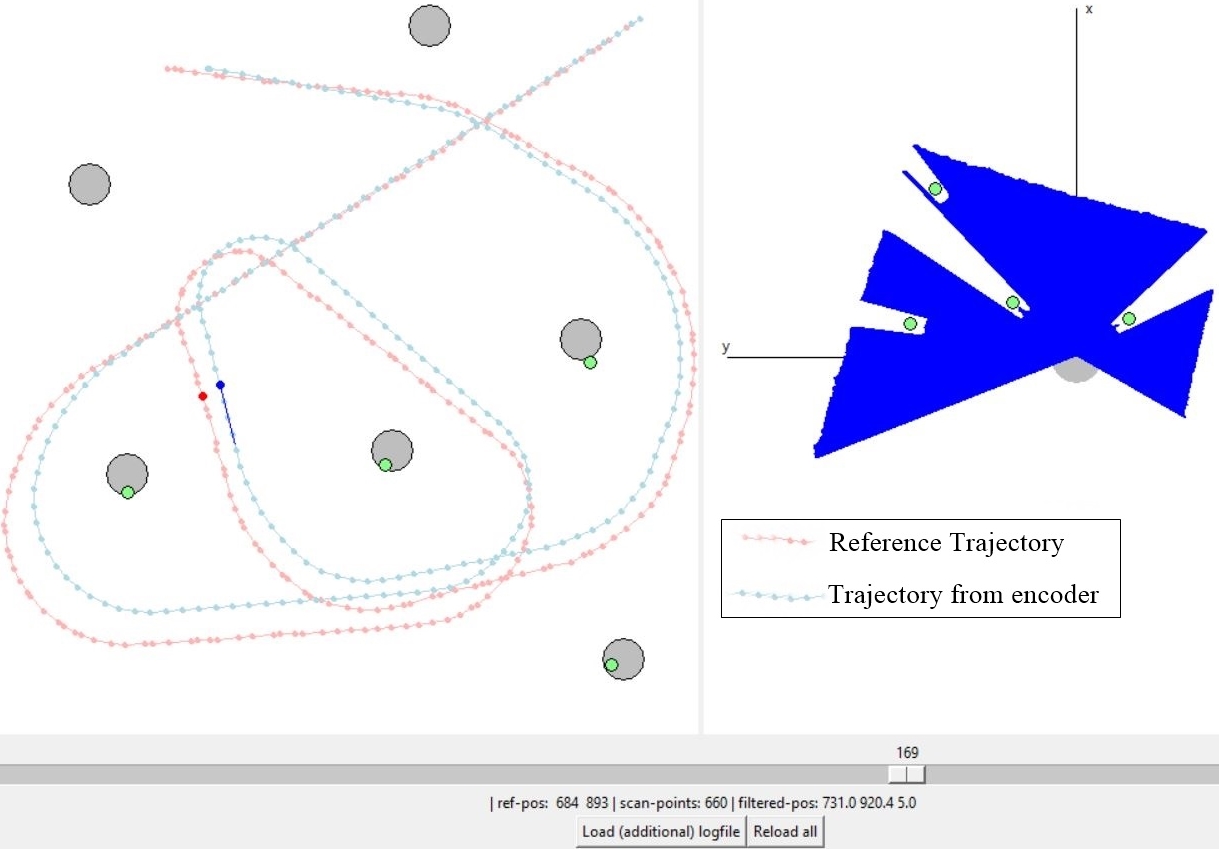 x
y
Reference Trajectory
Trajectory from encoder
169
| ref-pos: 684 893 | scan-points: 660 | filtered-pos: 731.0 920.4 5.0
Load (additional) logfile
Reload all